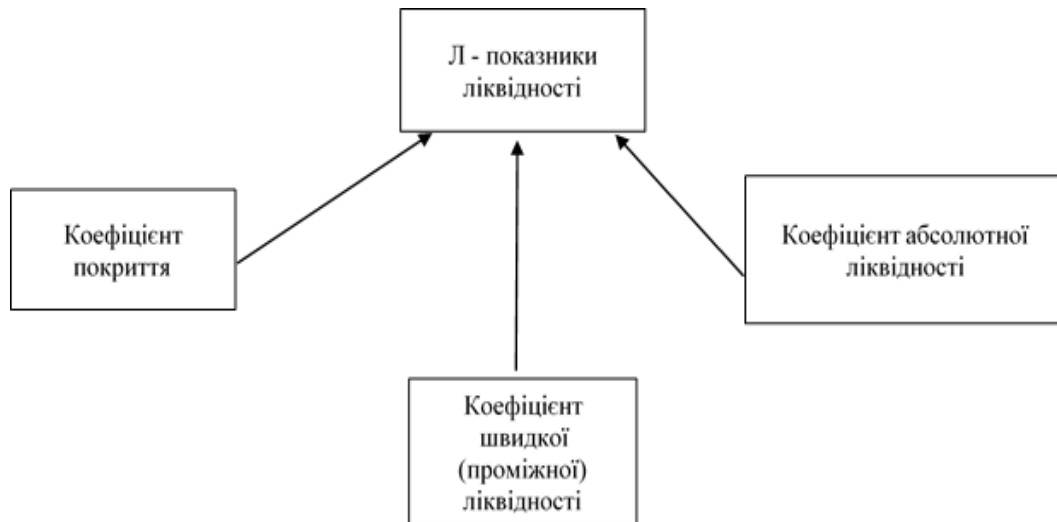 Л - показники
ліквідності
Коефіцієнт
покриття
Коефіцієнт абсолютної
ліквідності
Коефіцієнт
швидкої
(проміжної)
ліквідності